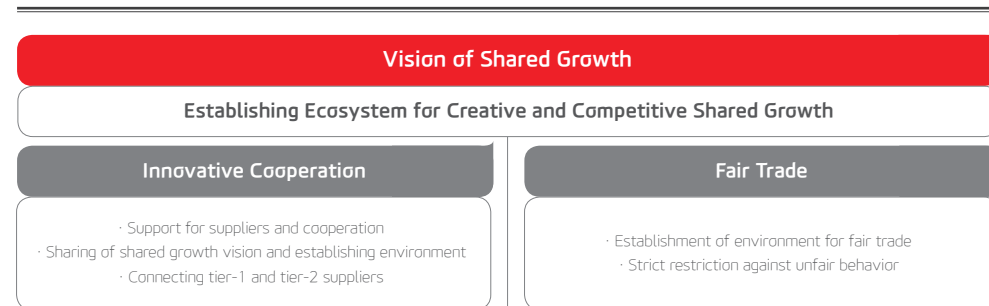 Vision of Shared Growth
Establishing Ecosystem for Creative and Competitive Shared Growth
Innovative Cooperation
· Support for suppliers and cooperation
· Sharing of shared growth vision and establishing environment
· Connecting tier-1 and tier-2 suppliers
Fair Trade
· Establishment of environment for fair trade
· Strict restriction against unfair behavior